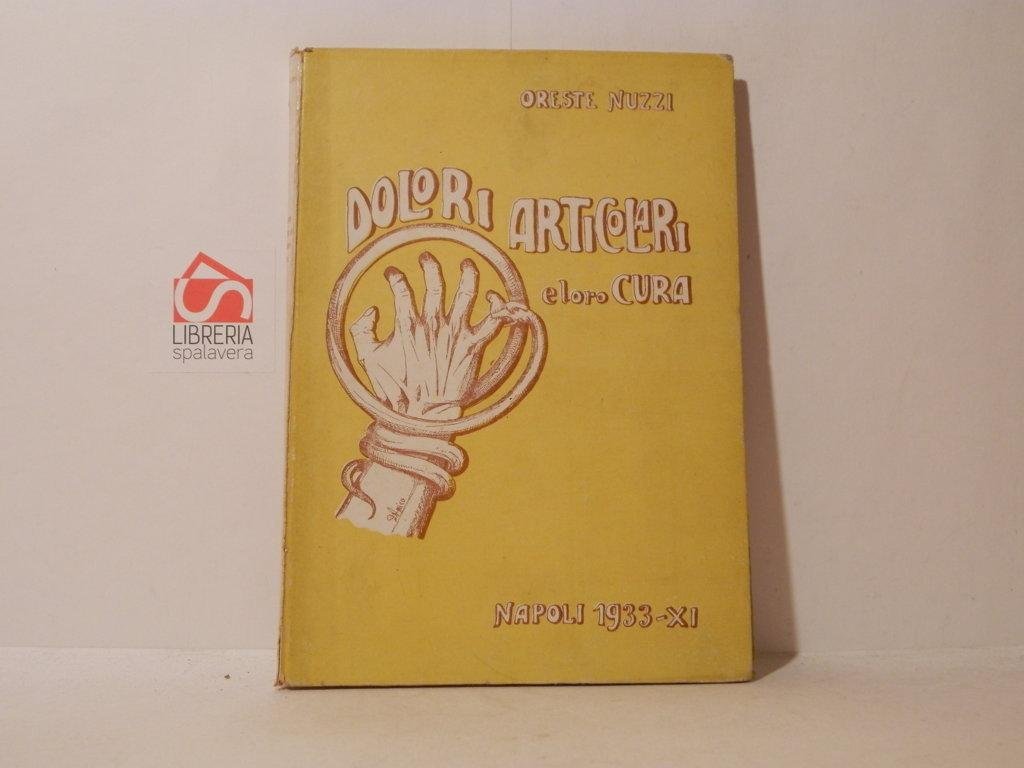 ORESTE NUZZI
DOLORI ARTICOLARI
e loro CURA
NAPOLI 1933-XI
LIBRERIA
spalavera